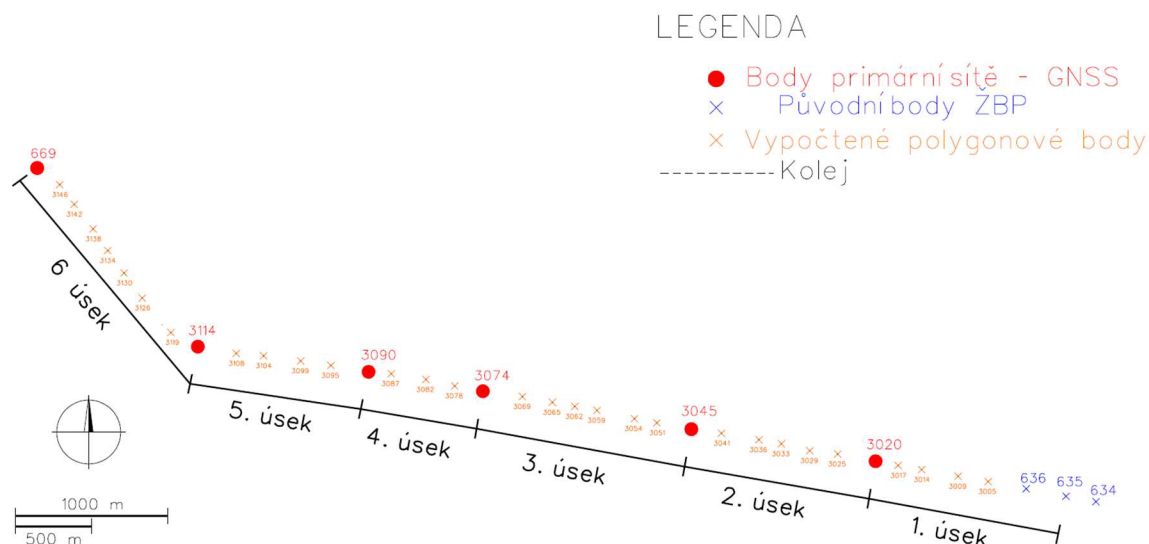 LEGENDA
Body primární sítě - GNSS
Původní body ŽBP
Vypočtené polygonové body
Kolej
669
3146
3142
3138
3134
3130
3126
3119
6 úsek
3114
3108
3104
3099
3095
5. úsek
3090
3087
3082
3078
4. úsek
3074
3069
3065
3062
3059
3054
3051
3. úsek
3045
3041
3036
3033
3029
3025
2. úsek
3020
3017
3014
3009
3005
1. úsek
636
635
634
1000 m
500 m